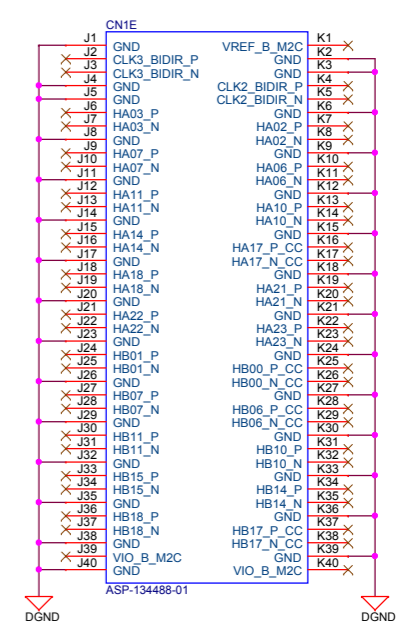 CN1E
J1 GND VREF_B_M2C K1
J2 CLK3_BIDIR_P GND K2
J3 CLK3_BIDIR_N GND K3
J4 GND CLK2_BIDIR_P K4
J5 GND CLK2_BIDIR_N K5
J6 HA03_P GND K6
J7 HA03_N HA02_P K7
J8 GND HA02_N K8
J9 HA07_P GND K9
J10 HA07_N HA06_P K10
J11 GND HA06_N K11
J12 HA11_P GND K12
J13 HA11_N HA10_P K13
J14 GND HA10_N K14
J15 HA14_P GND K15
J16 HA14_N HA17_P_CC K16
J17 GND HA17_N_CC K17
J18 HA18_P GND K18
J19 HA18_N HA21_P K19
J20 GND HA21_N K20
J21 HA22_P GND K21
J22 HA22_N HA23_P K22
J23 GND HA23_N K23
J24 HB01_P GND K24
J25 HB01_N HB00_P_CC K25
J26 GND HB00_N_CC K26
J27 HB07_P GND K27
J28 HB07_N HB06_P_CC K28
J29 GND HB06_N_CC K29
J30 HB11_P GND K30
J31 HB11_N HB10_P K31
J32 GND HB10_N K32
J33 HB15_P GND K33
J34 HB15_N HB14_P K34
J35 GND HB14_N K35
J36 HB18_P GND K36
J37 HB18_N HB17_P_CC K37
J38 GND HB17_N_CC K38
J39 VIO_B_M2C GND K39
J40 GND VIO_B_M2C K40
ASP-134488-01
DGND DGND